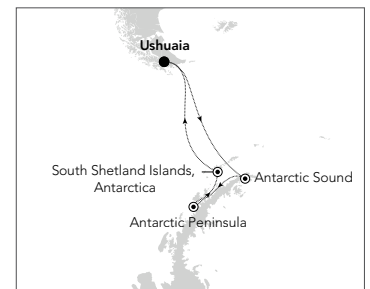 Ushuaia
South Shetland Islands,
Antarctica
Antarctic Sound
Antarctic Peninsula